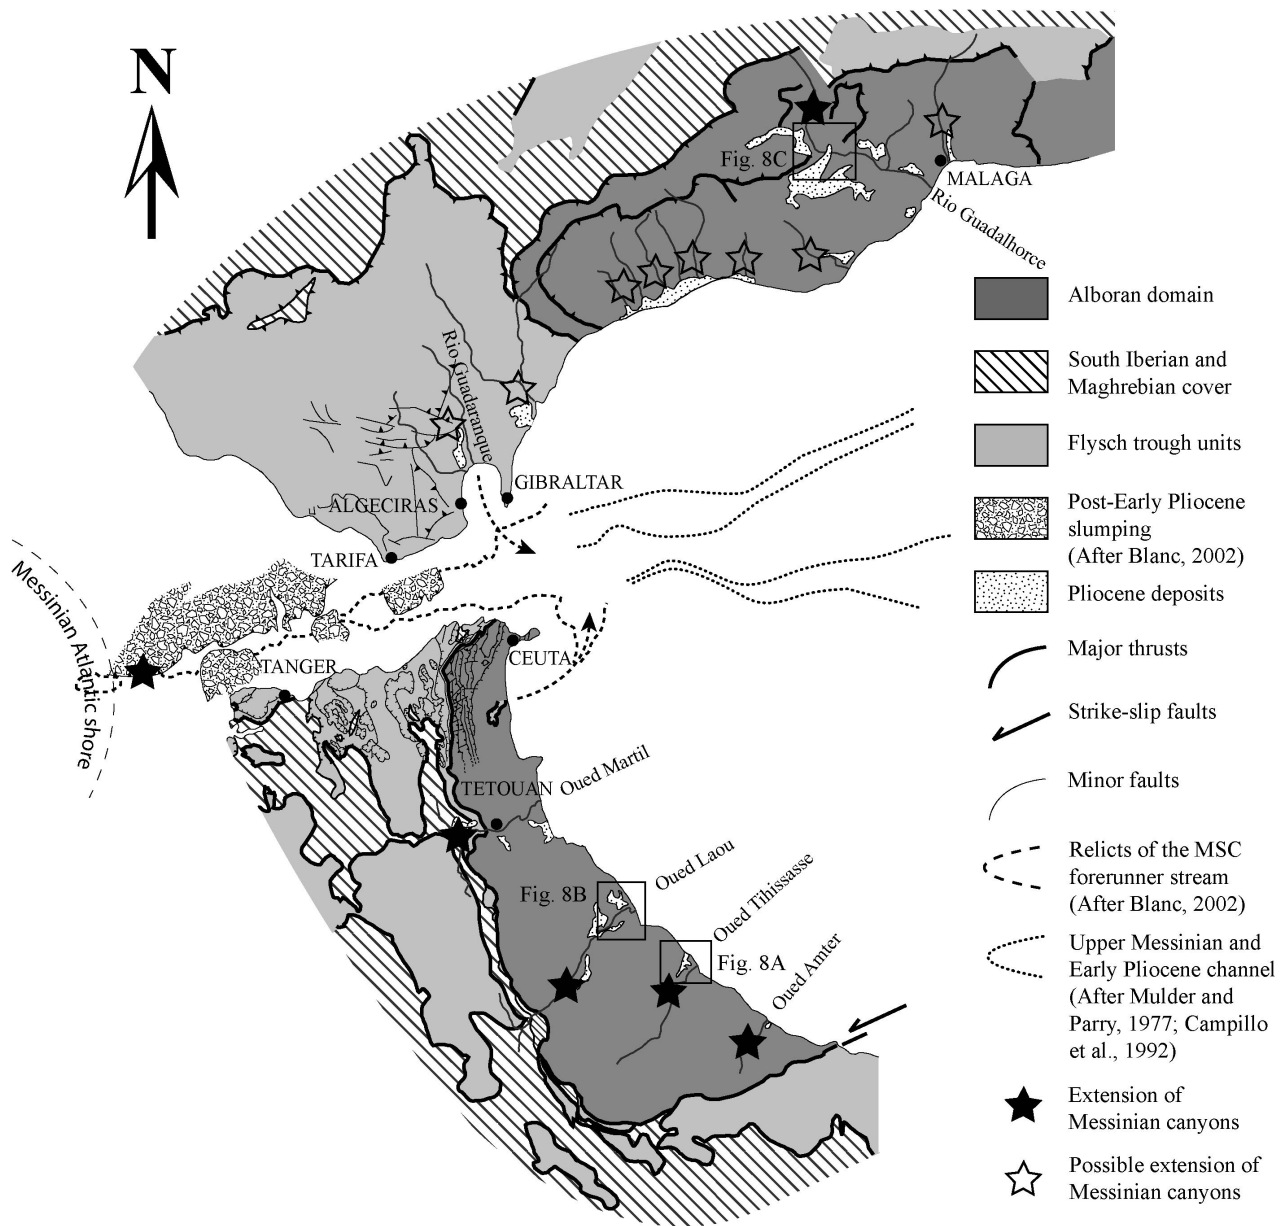 N
Fig. 8C
MALAGA
Rio Guadalhorce
Rio Guadaranque
GIBRALTAR
ALGECIRAS
TARIFA
Messinian Atlantic shore
TANGER
CEUTA
TETOUAN
Oued Martil
Fig. 8B
Oued Laou
Oued Tihissasse
Fig. 8A
Oued Amter
Alboran domain
South Iberian and
Maghrebian cover
Flysch trough units
Post-Early Pliocene
slumping
(After Blanc, 2002)
Pliocene deposits
Major thrusts
Strike-slip faults
Minor faults
Relicts of the MSC
forerunner stream
(After Blanc, 2002)
Upper Messinian and
Early Pliocene channel
(After Mulder and
Parry, 1977; Campillo
et al., 1992)
Extension of
Messinian canyons
Possible extension of
Messinian canyons